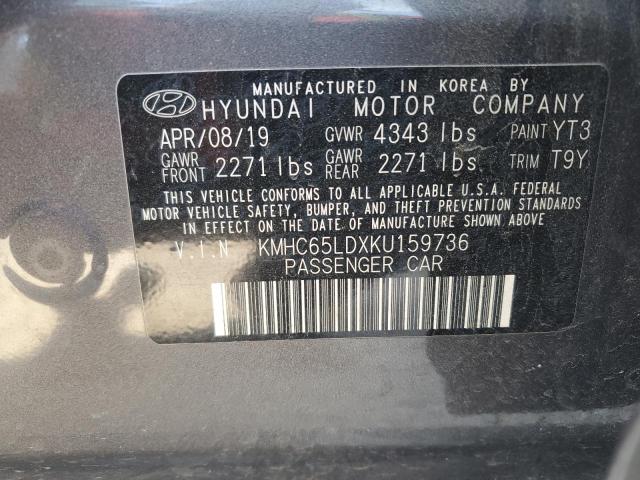 MANUFACTURED IN KOREA BY
HYUNDAI MOTOR COMPANY
APR/08/19 GVWR 4343 lbs PAINT YT3
GAWR FRONT 2271 lbs GAWR REAR 2271 lbs TRIM T9Y
THIS VEHICLE CONFORMS TO ALL APPLICABLE U.S.A. FEDERAL
MOTOR VEHICLE SAFETY, BUMPER, AND THEFT PREVENTION STANDARDS
IN EFFECT ON THE DATE OF MANUFACTURE SHOWN ABOVE.
V.I.N KMHC65LDXKU159736
PASSENGER CAR